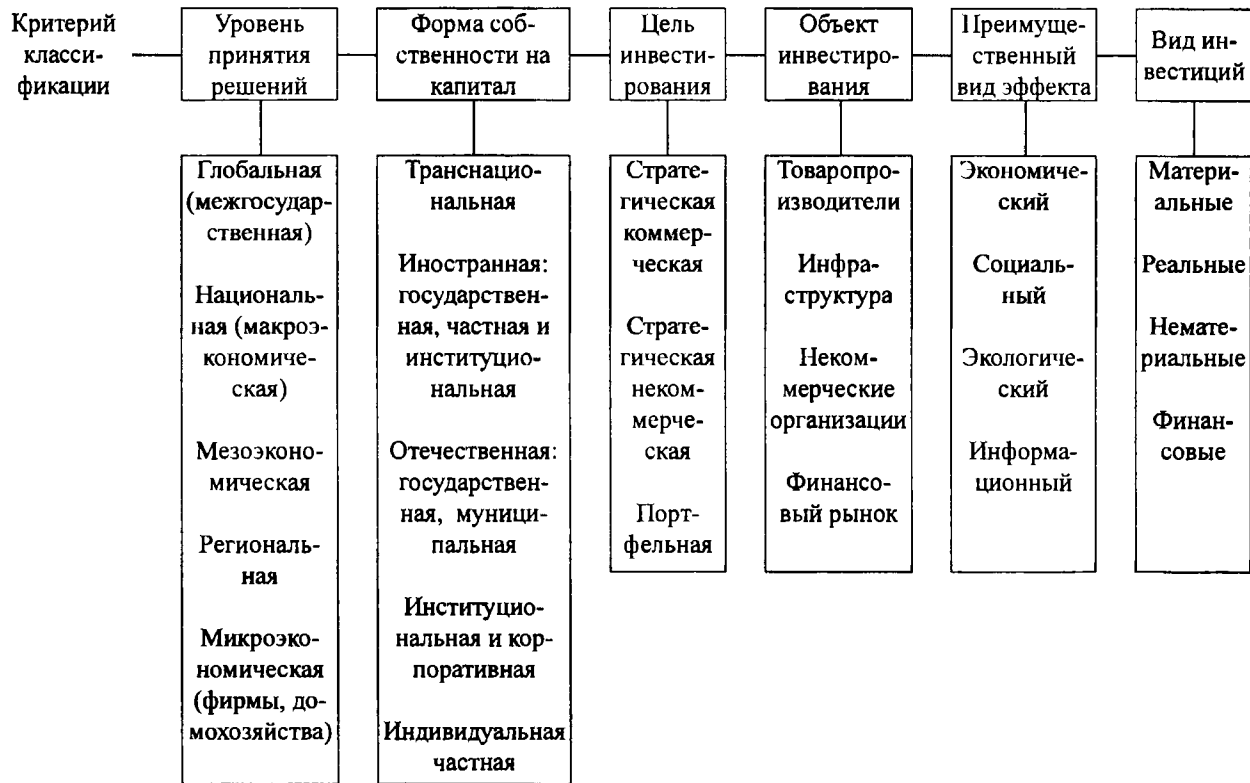 Критерий
класси-
фикации
Уровень
принятия
решений
Форма соб-
ственности на
капитал
Цель
инвести-
рования
Объект
инвестиро-
вания
Преимуще-
ственный
вид эффекта
Вид ин-
вестиций
Глобальная
(межгосудар-
ственная)
Националь-
ная (макроэ-
кономиче-
ская)
Мезоэконо-
мическая
Региональ-
ная
Микроэко-
номическая
(фирмы, до-
мохозяйства)
Транснацио-
нальная
Иностранная:
государствен-
ная, частная и
институцио-
нальная
Отечественная:
государствен-
ная, муници-
пальная
Институцио-
нальная и кор-
поративная
Индивидуальная
частная
Страте-
гическая
коммер-
ческая
Страте-
гическая
неком-
мерче-
ская
Порт-
фельная
Товаропро-
изводители
Инфра-
структура
Неком-
мерческие
организации
Финансо-
вый рынок
Экономиче-
ский
Социаль-
ный
Экологиче-
ский
Информа-
ционный
Матери-
альные
Реальные
Немате-
риальные
Финан-
совые